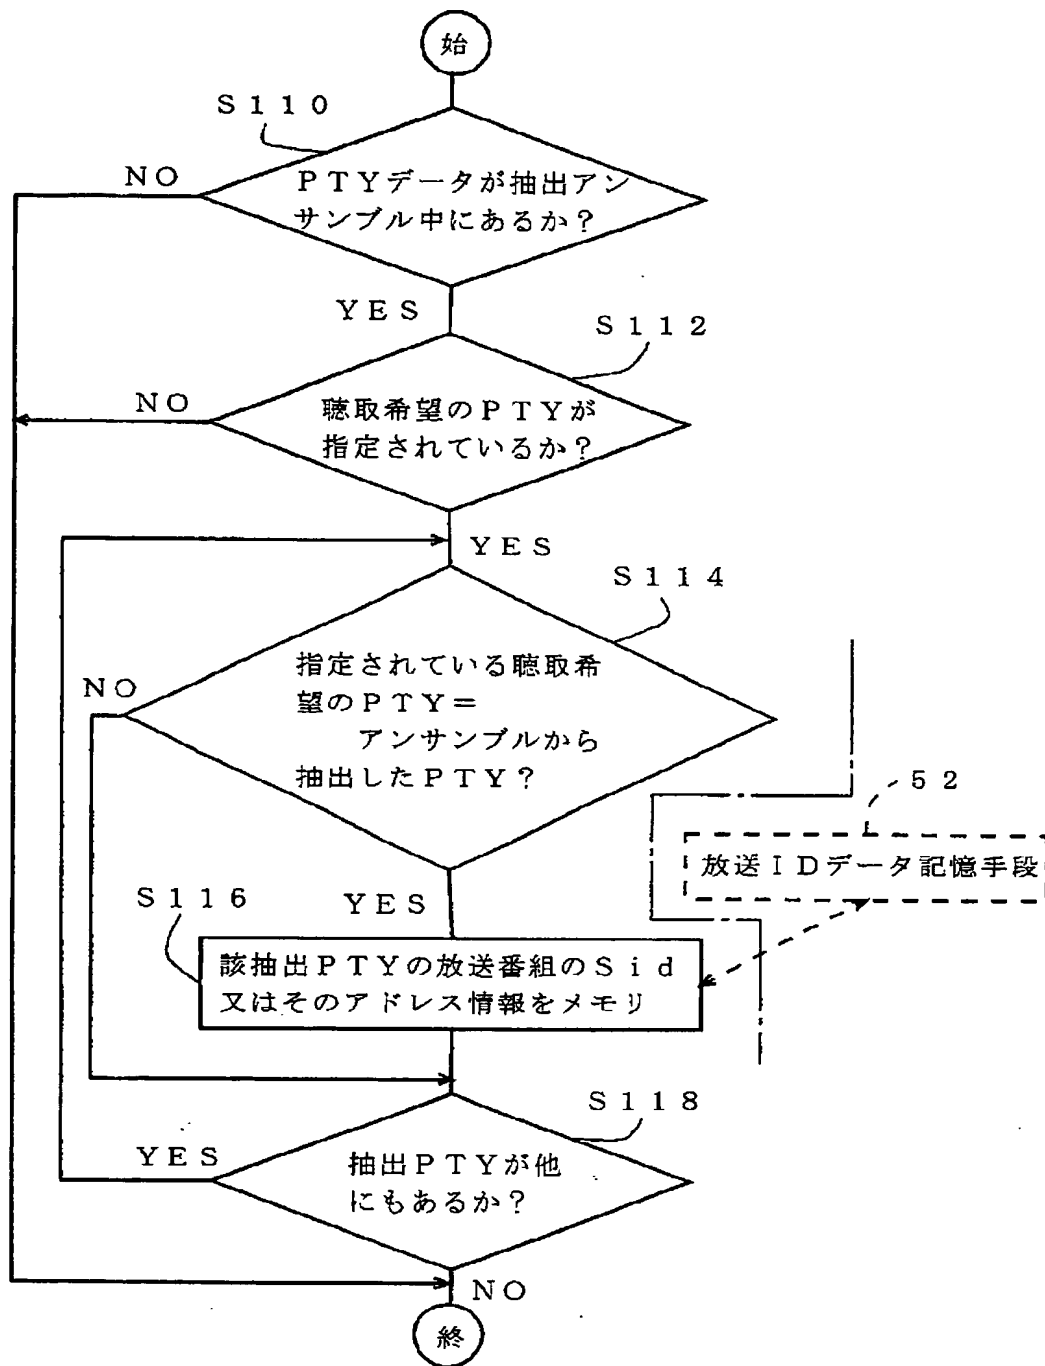 始
S110
NO
PTYデータが抽出アン
サンブル中にあるか?
YES
S112
NO
聴取希望のPTYが
指定されているか?
YES
S114
NO
指定されている聴取希
望のPTY=
アンサンブルから
抽出したPTY?
52
放送IDデータ記憶手段
S116
YES
該抽出PTYの放送番組のSid
又はそのアドレス情報をメモリ
S118
YES
抽出PTYが他
にもあるか?
NO
終